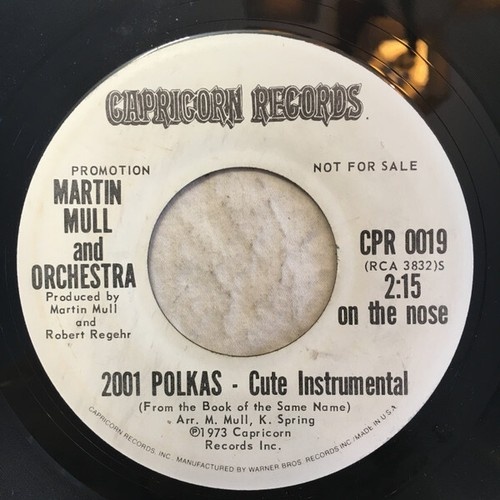 CAPRICORN RECORDS.
PROMOTION
NOT FOR SALE
MARTIN
MULL
and
ORCHESTRA
Produced by
Martin Mull
and
Robert Regehr
CPR 0019
(RCA 3832)S
2:15
on the nose
2001 POLKAS - Cute Instrumental
(From the Book of the Same Name)
Arr. M. Mull, K. Spring
℗1973 Capricorn
Records Inc.
CAPRICORN RECORDS, INC. MANUFACTURED BY WARNER BROS. RECORDS INC./MADE IN U.S.A.